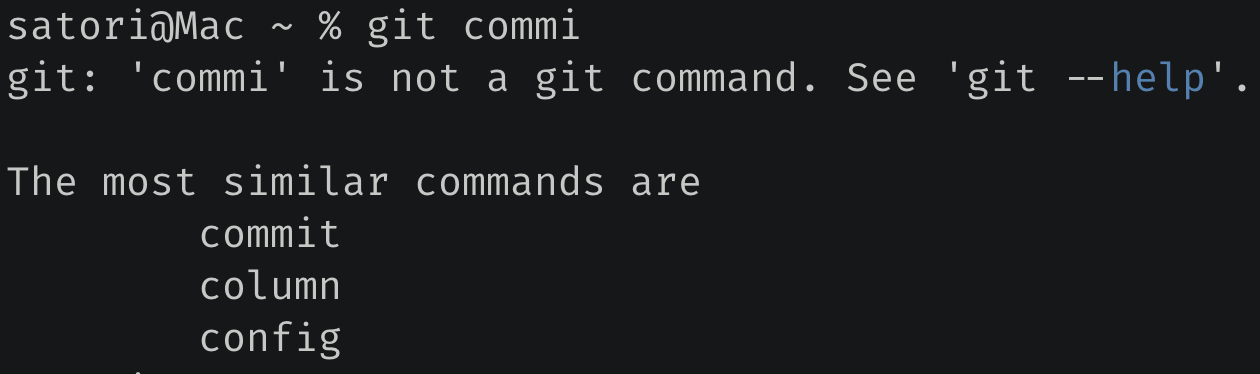 satori@Mac ~ % git commi
git: 'commi' is not a git command. See 'git --help'.
The most similar commands are
commit
column
config